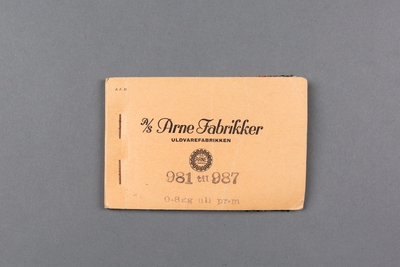 A/S Arne Fabrikker
ULDVAREFABRIKKEN
981 til 987